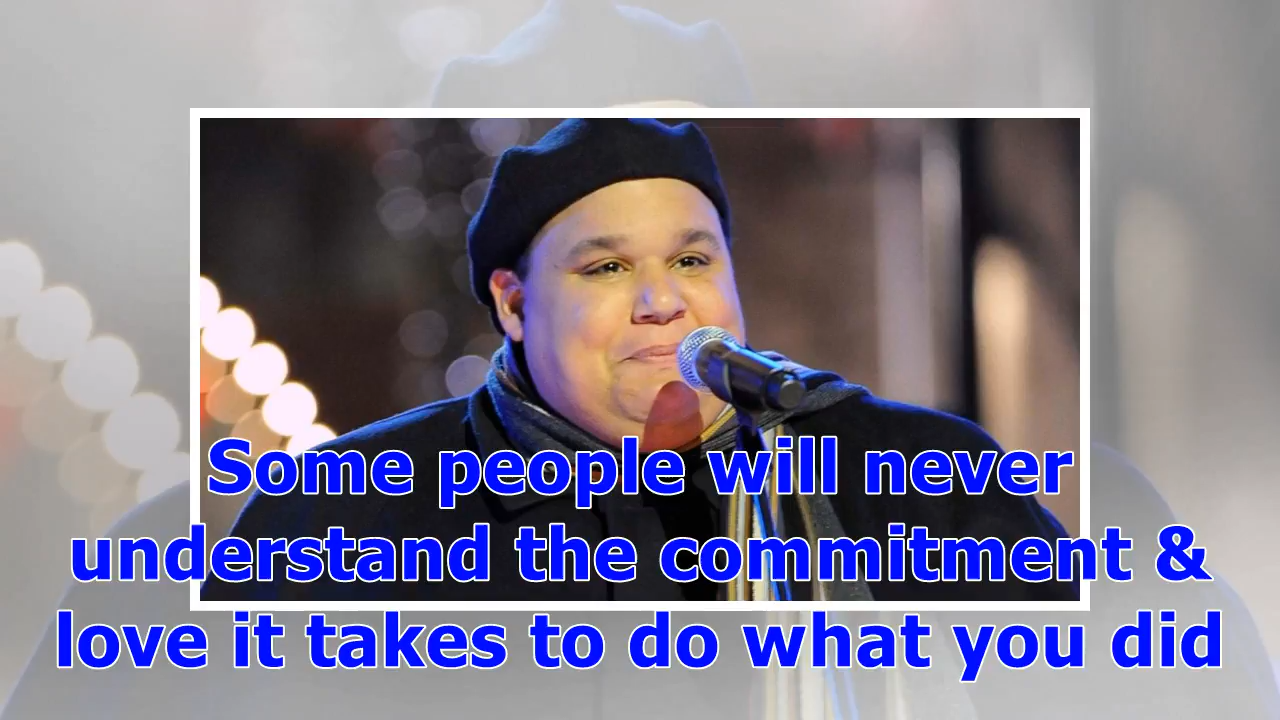 Some people will never
understand the commitment &
love it takes to do what you did